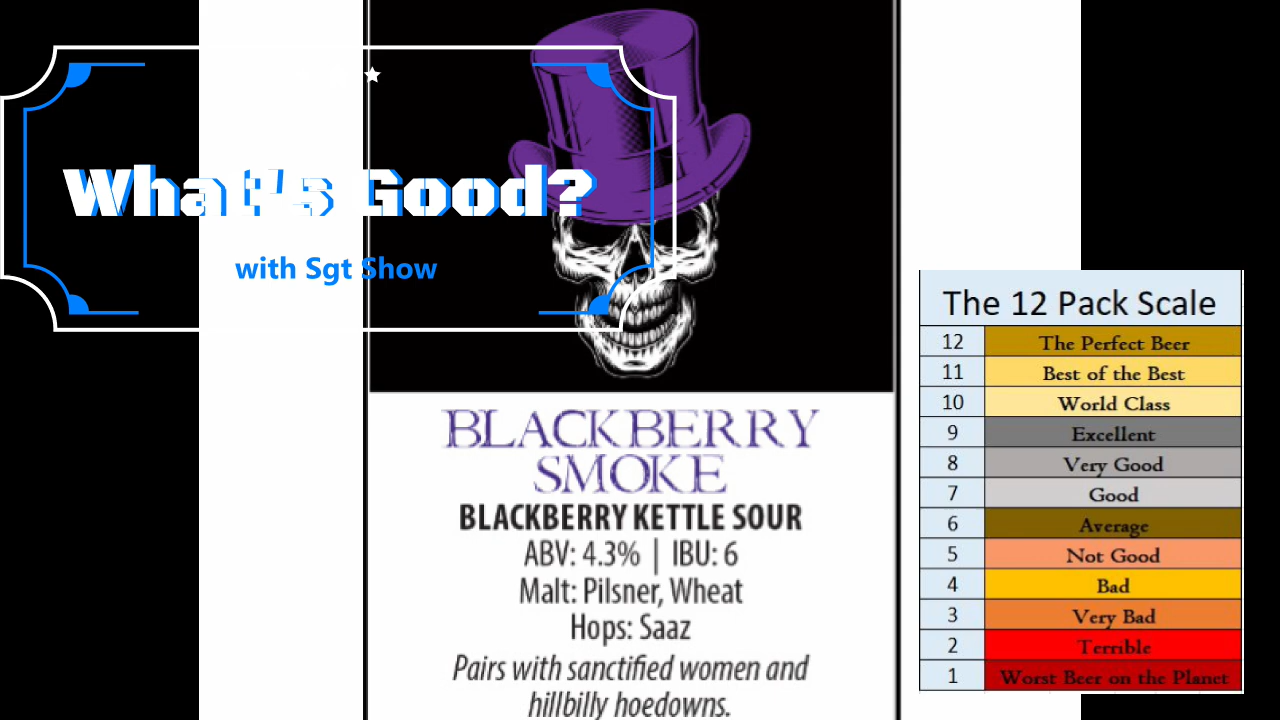 What's Good?
with Sgt Show
BLACKBERRY
SMOKE
BLACKBERRY KETTLE SOUR
ABV: 4.3% | IBU: 6
Malt: Pilsner, Wheat
Hops: Saaz
Pairs with sanctified women and
hillbilly hoedowns.
The 12 Pack Scale
12 The Perfect Beer
11 Best of the Best
10 World Class
9 Excellent
8 Very Good
7 Good
6 Average
5 Not Good
4 Bad
3 Very Bad
2 Terrible
1 Worst Beer on the Planet